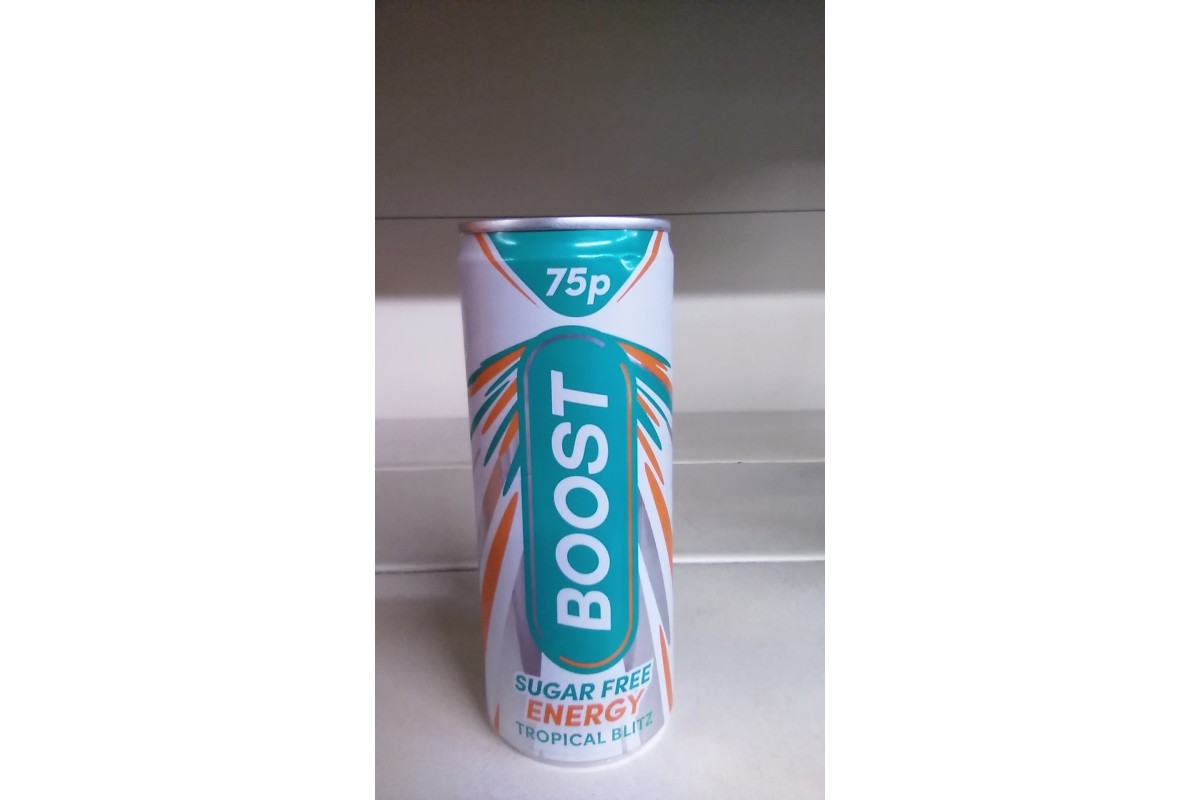 75p
BOOST
SUGAR FREE
ENERGY
TROPICAL BLITZ